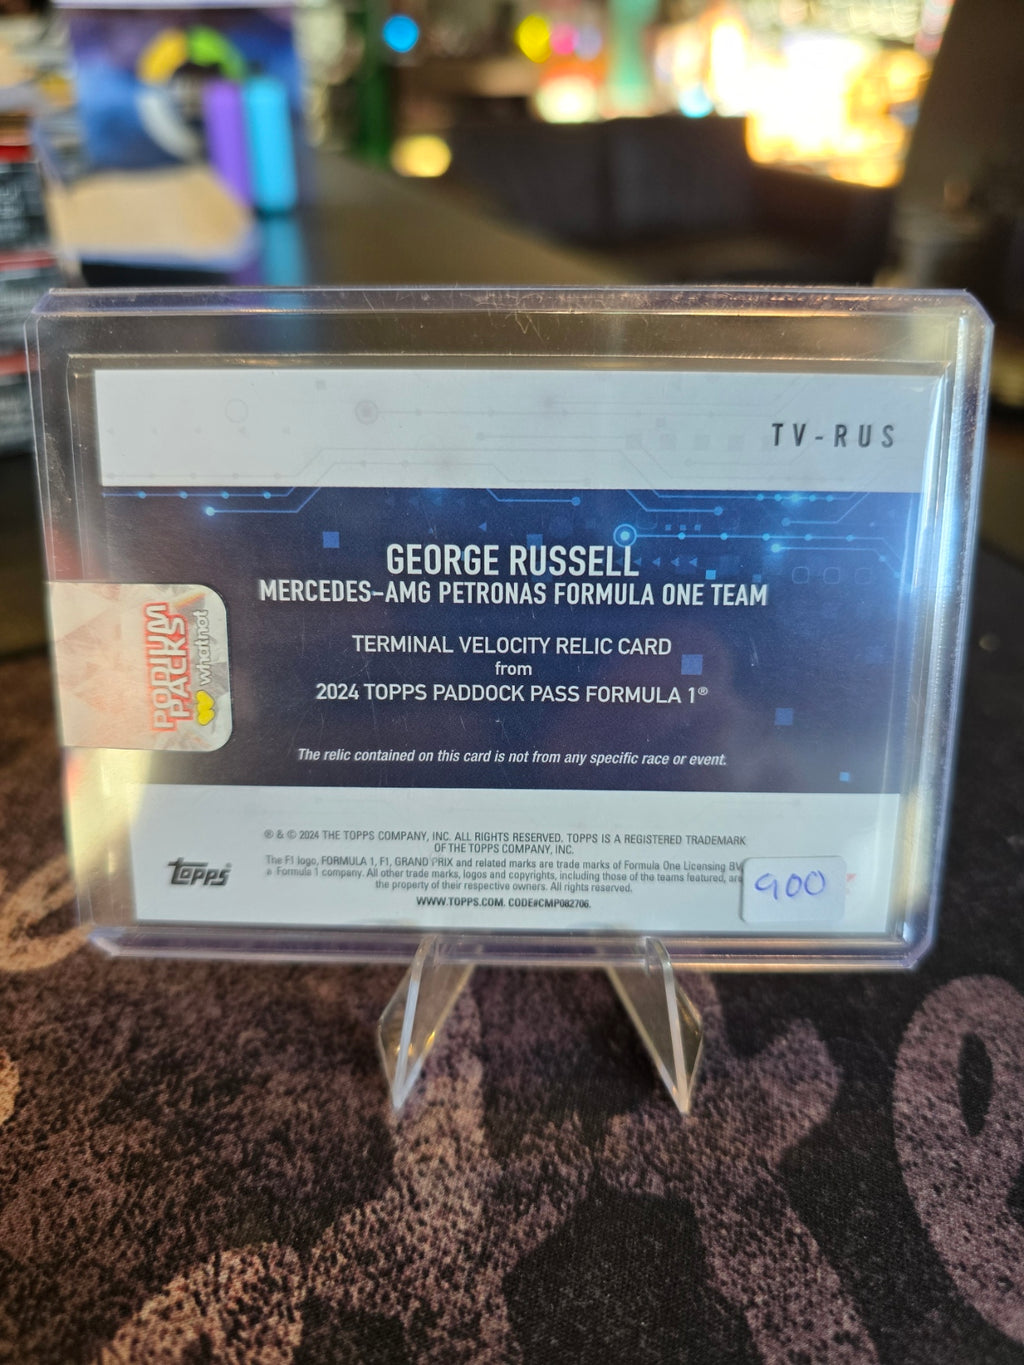 TV-RUS
GEORGE RUSSELL
MERCEDES-AMG PETRONAS FORMULA ONE TEAM
TERMINAL VELOCITY RELIC CARD
from
2024 TOPPS PADDOCK PASS FORMULA 1®
The relic contained on this card is not from any specific race or event.
PODIUM
PACKS
whatnot
® & © 2024 THE TOPPS COMPANY, INC. ALL RIGHTS RESERVED. TOPPS IS A REGISTERED TRADEMARK
OF THE TOPPS COMPANY, INC.
The F1 logo, FORMULA 1, F1, GRAND PRIX and related marks are trade marks of Formula One Licensing BV,
a Formula 1 company. All other trade marks, logos and copyrights, including those of the teams featured, are
the property of their respective owners. All rights reserved.
WWW.TOPPS.COM. CODE#CMP082706.
TOPPS
900